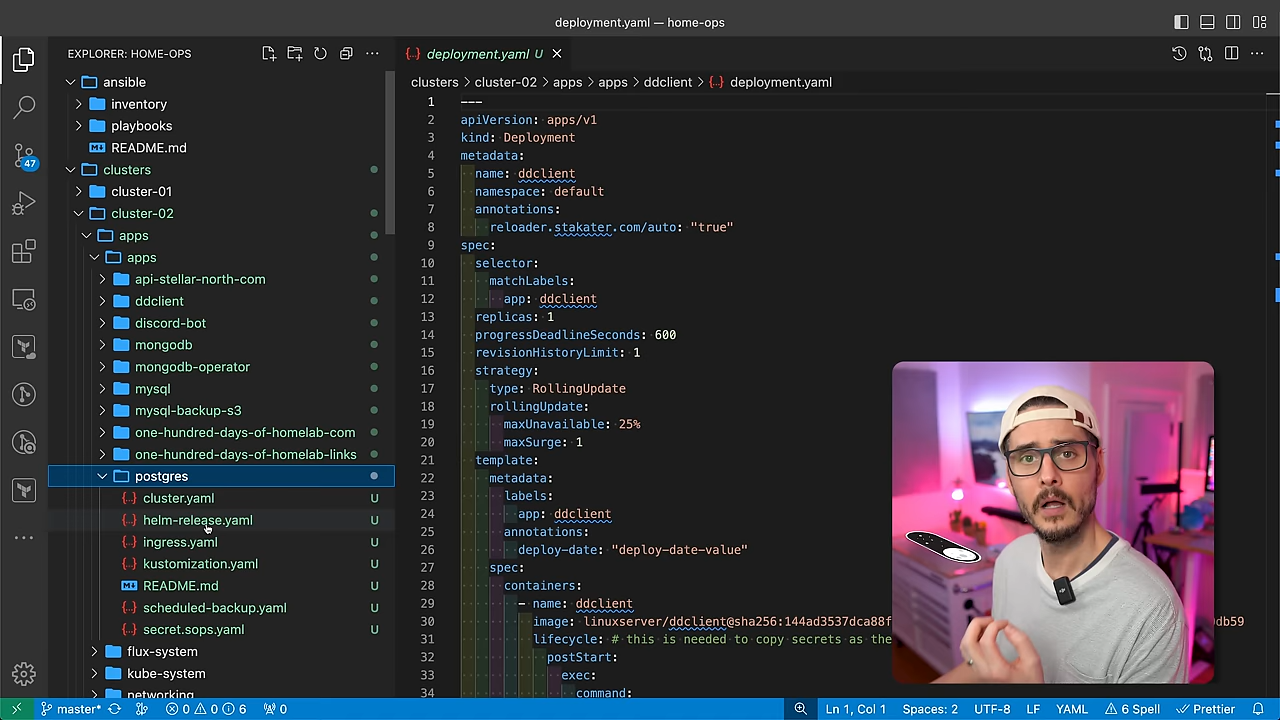 deployment.yaml — home-ops
EXPLORER: HOME-OPS
ansible
inventory
playbooks
README.md
clusters
cluster-01
cluster-02
apps
apps
api-stellar-north-com
ddclient
discord-bot
mongodb
mongodb-operator
mysql
mysql-backup-s3
one-hundred-days-of-homelab-com
one-hundred-days-of-homelab-links
postgres
cluster.yaml U
helm-release.yaml U
ingress.yaml U
kustomization.yaml U
README.md U
scheduled-backup.yaml U
secret.sops.yaml U
flux-system
kube-system
networking
47
deployment.yaml U
clusters > cluster-02 > apps > apps > ddclient > deployment.yaml
1 ---
2 apiVersion: apps/v1
3 kind: Deployment
4 metadata:
5 name: ddclient
6 namespace: default
7 annotations:
8 reloader.stakater.com/auto: "true"
9 spec:
10 selector:
11 matchLabels:
12 app: ddclient
13 replicas: 1
14 progressDeadlineSeconds: 600
15 revisionHistoryLimit: 1
16 strategy:
17 type: RollingUpdate
18 rollingUpdate:
19 maxUnavailable: 25%
20 maxSurge: 1
21 template:
22 metadata:
23 labels:
24 app: ddclient
25 annotations:
26 deploy-date: "deploy-date-value"
27 spec:
28 containers:
29 - name: ddclient
30 image: linuxserver/ddclient@sha256:144ad3537dca88f db59
31 lifecycle: # this is needed to copy secrets as the
32 postStart:
33 exec:
34 command:
master* 0 0 6 0 Ln 1, Col 1 Spaces: 2 UTF-8 LF YAML 6 Spell Prettier